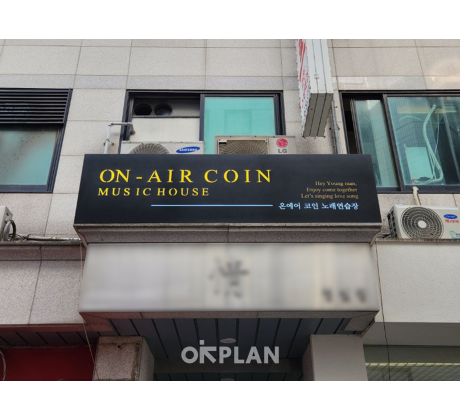 SAMSUNG
LG
ON-AIR COIN
MUSIC HOUSE
Hey Young man,
Enjoy come together
Let's singing love song
온에어 코인 노래연습장
OKPLAN